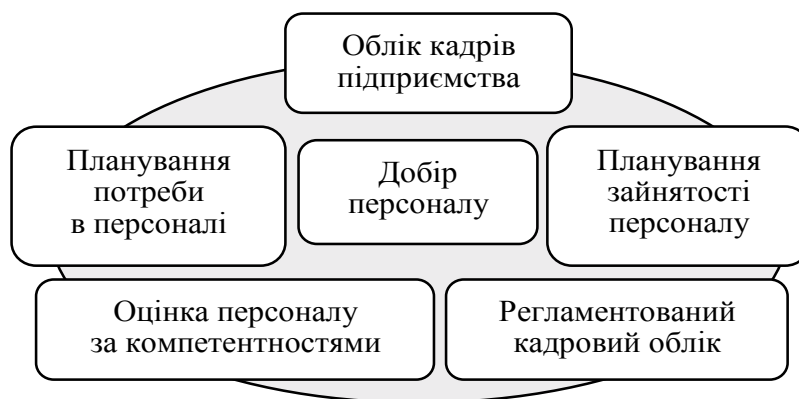 Облік кадрів
підприємства
Планування
потреби
в персоналі
Добір
персоналу
Планування
зайнятості
персоналу
Оцінка персоналу
за компетентностями
Регламентований
кадровий облік